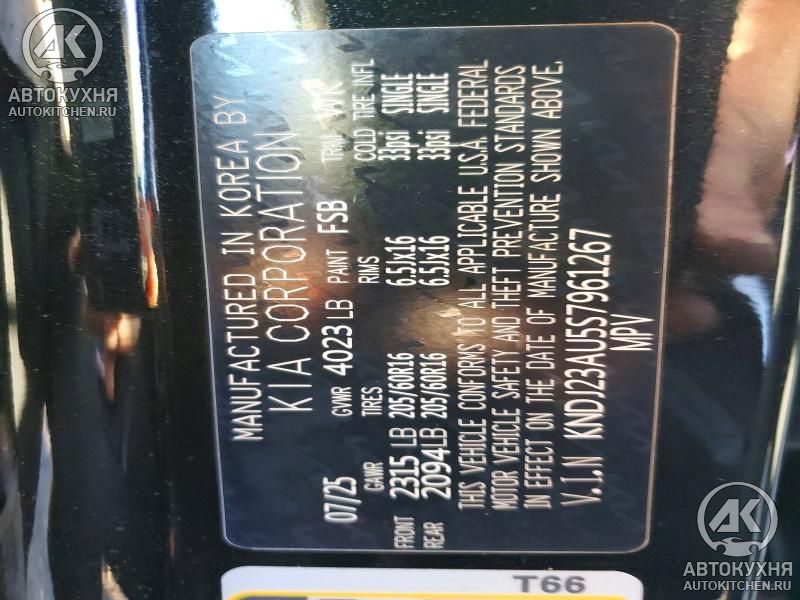 MANUFACTURED IN KOREA BY
KIA CORPORATION
07/25 GVWR 4023 LB PAINT FSB TRIM
GAWR TIRES RIMS COLD TIRE INFL
FRONT 2315 LB 205/60R16 6.5Jx16 33psi SINGLE
REAR 2094LB 205/60R16 6.5Jx16 33psi SINGLE
THIS VEHICLE CONFORMS TO ALL APPLICABLE U.S.A. FEDERAL
MOTOR VEHICLE SAFETY AND THEFT PREVENTION STANDARDS
IN EFFECT ON THE DATE OF MANUFACTURE SHOWN ABOVE.
V.I.N KNDJ23AU5S7961267
MPV
T66
АК
АВТОКУХНЯ
AUTOKITCHEN.RU
АК
АВТОКУХНЯ
AUTOKITCHEN.RU